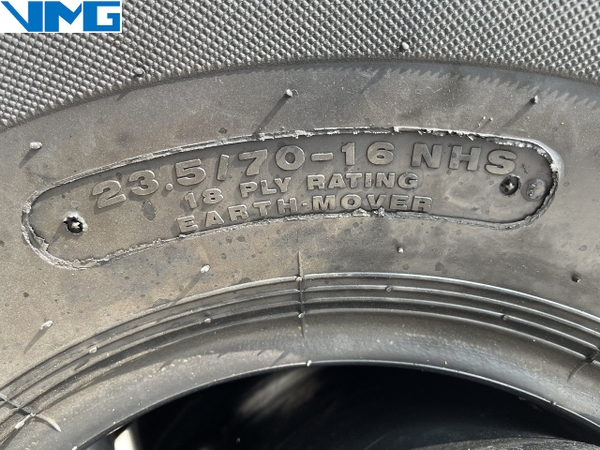 VMG
23.5/70-16 NHS
18 PLY RATING
EARTH-MOVER